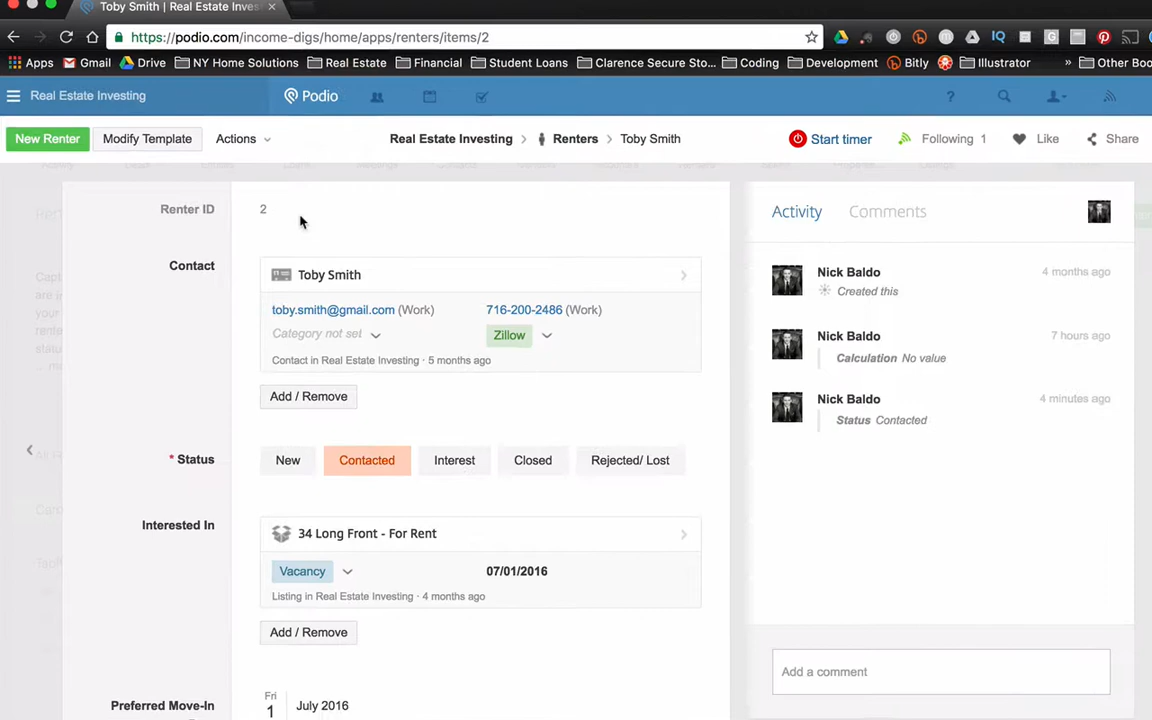 Toby Smith | Real Estate Inves
https://podio.com/income-digs/home/apps/renters/items/2
Apps Gmail Drive NY Home Solutions Real Estate Financial Student Loans Clarence Secure Sto... Coding Development Bitly Illustrator » Other Boo
Real Estate Investing Podio ?
New Renter Modify Template Actions Real Estate Investing > Renters > Toby Smith Start timer Following 1 Like Share
Renter ID 2
Activity Comments
Contact Toby Smith
toby.smith@gmail.com (Work) 716-200-2486 (Work)
Category not set Zillow
Contact in Real Estate Investing · 5 months ago
Add / Remove
Nick Baldo 4 months ago
Created this
Nick Baldo 7 hours ago
Calculation No value
Nick Baldo 4 minutes ago
Status Contacted
* Status New Contacted Interest Closed Rejected/ Lost
Interested In 34 Long Front - For Rent
Vacancy 07/01/2016
Listing in Real Estate Investing · 4 months ago
Add / Remove
Add a comment
Preferred Move-In Fri 1 July 2016